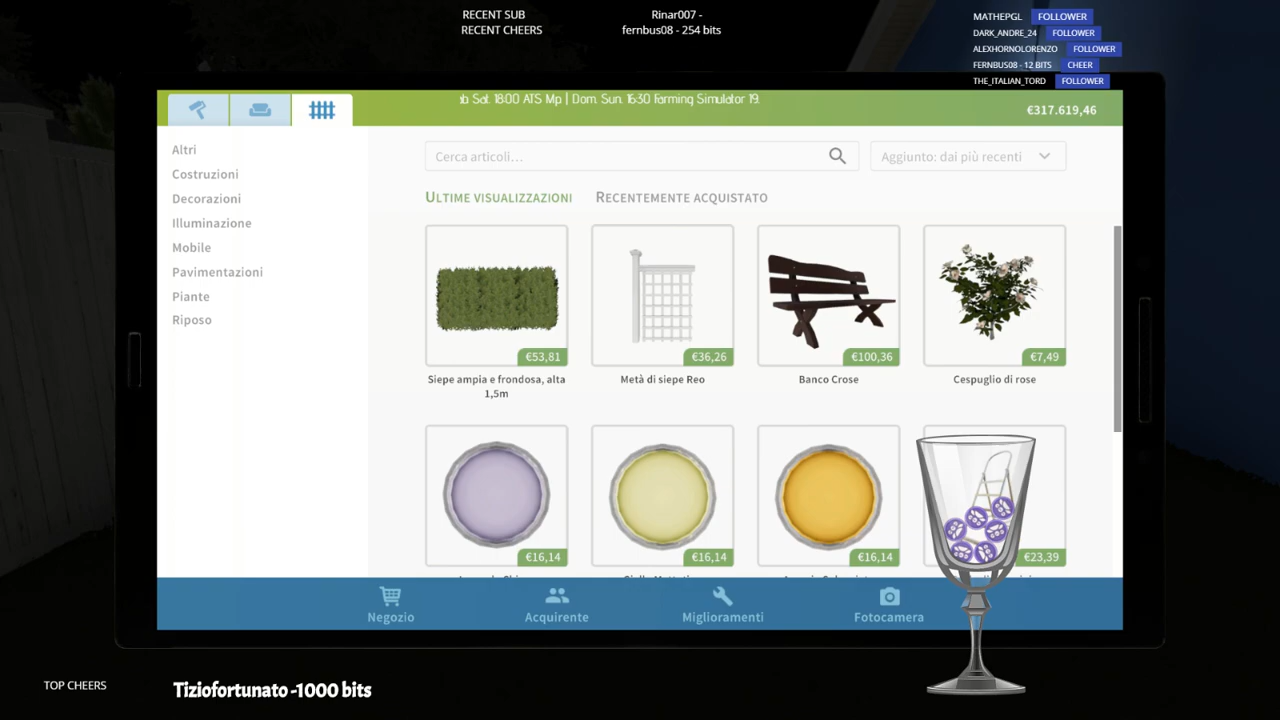 RECENT SUB
RECENT CHEERS
Rinar007 -
fernbus08 - 254 bits
MATHEPGL FOLLOWER
DARK_ANDRE_24 FOLLOWER
ALEXHORNOLORENZO FOLLOWER
FERNBUS08 - 12 BITS CHEER
THE_ITALIAN_TORD FOLLOWER
Sat. 18:00 ATS Mp | Dom. Sun. 16:30 Farming Simulator 19.
€317.619,46
Altri
Costruzioni
Decorazioni
Illuminazione
Mobile
Pavimentazioni
Piante
Riposo
Cerca articoli...
Aggiunto: dai più recenti
ULTIME VISUALIZZAZIONI
RECENTEMENTE ACQUISTATO
€53,81
€36,26
€100,36
€7,49
Siepe ampia e frondosa, alta
1,5m
Metà di siepe Reo
Banco Crose
Cespuglio di rose
€16,14
€16,14
€16,14
€23,39
Negozio
Acquirente
Miglioramenti
Fotocamera
TOP CHEERS
Tiziofortunato -1000 bits